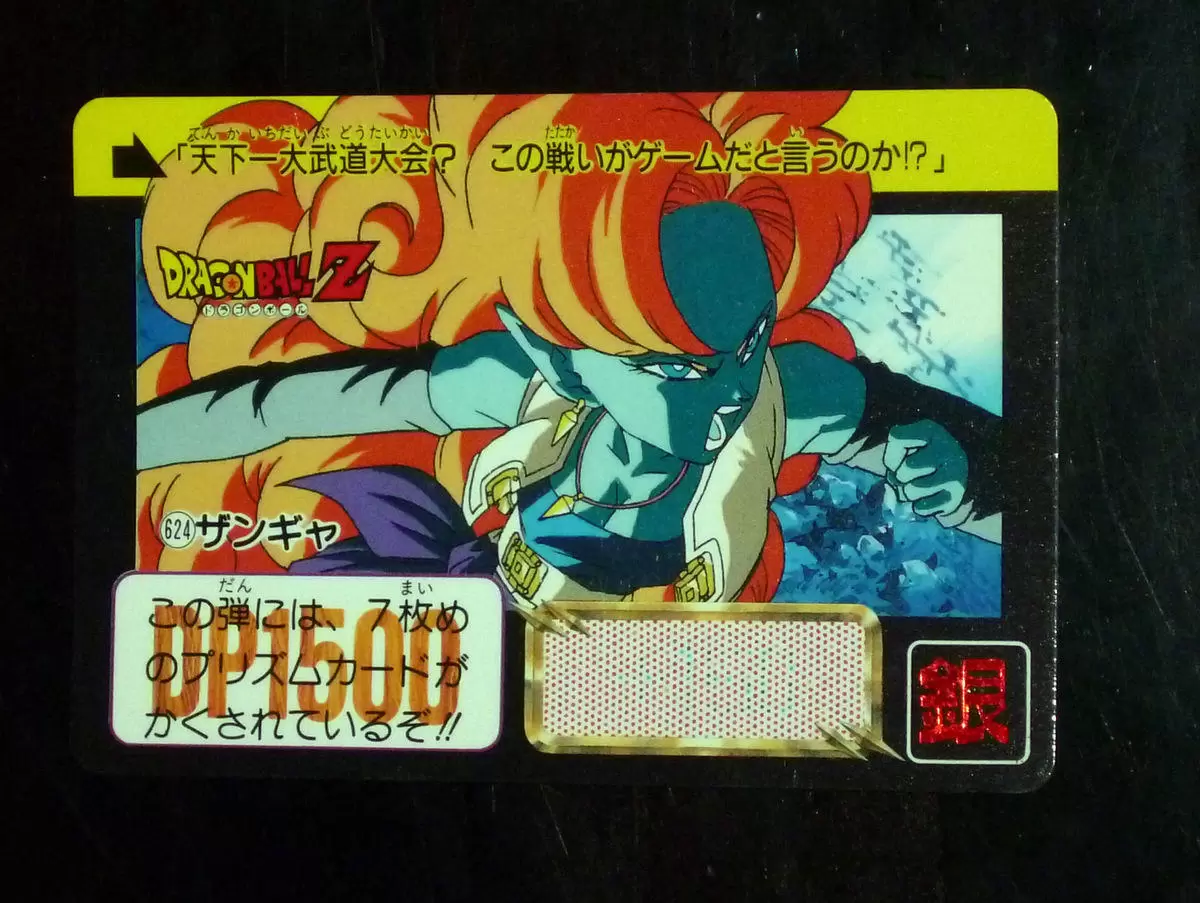 てんかいちだいぶどうたいかい たたか い
「天下一大武道大会? この戦いがゲームだと言うのか!?」
DRAGON BALL Z
ドラゴンボール
624 ザンギャ
DP1500
だん まい
この弾には、7枚め
のプリズムカードが
かくされているぞ!!
銀